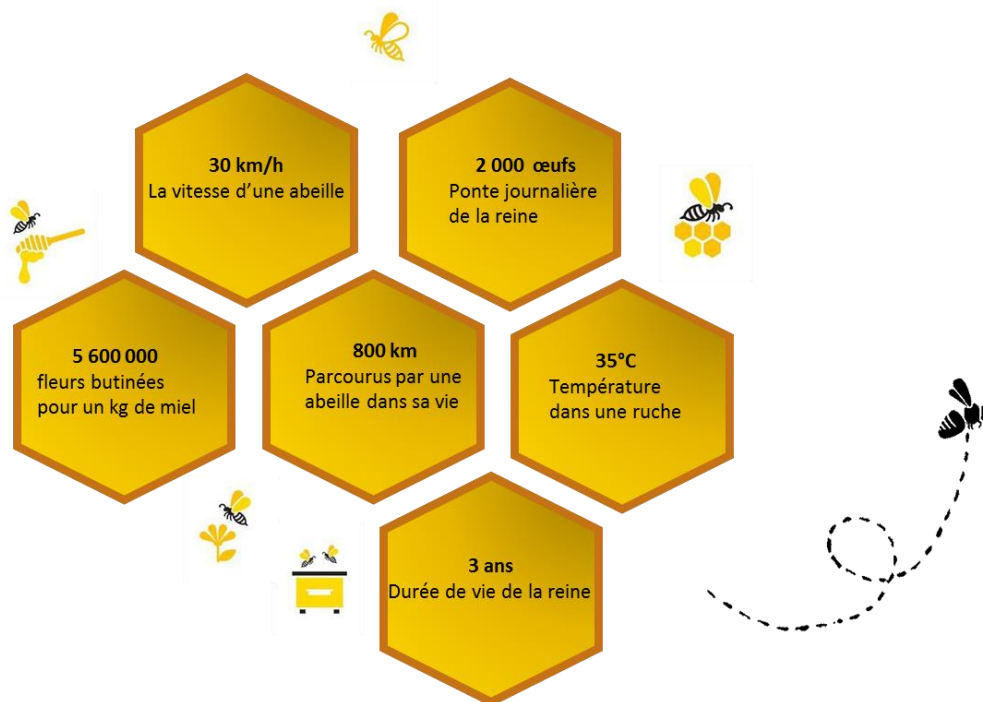 30 km/h
La vitesse d’une abeille
2 000 œufs
Ponte journalière
de la reine
5 600 000
fleurs butinées
pour un kg de miel
800 km
Parcourus par une
abeille dans sa vie
35°C
Température
dans une ruche
3 ans
Durée de vie de la reine